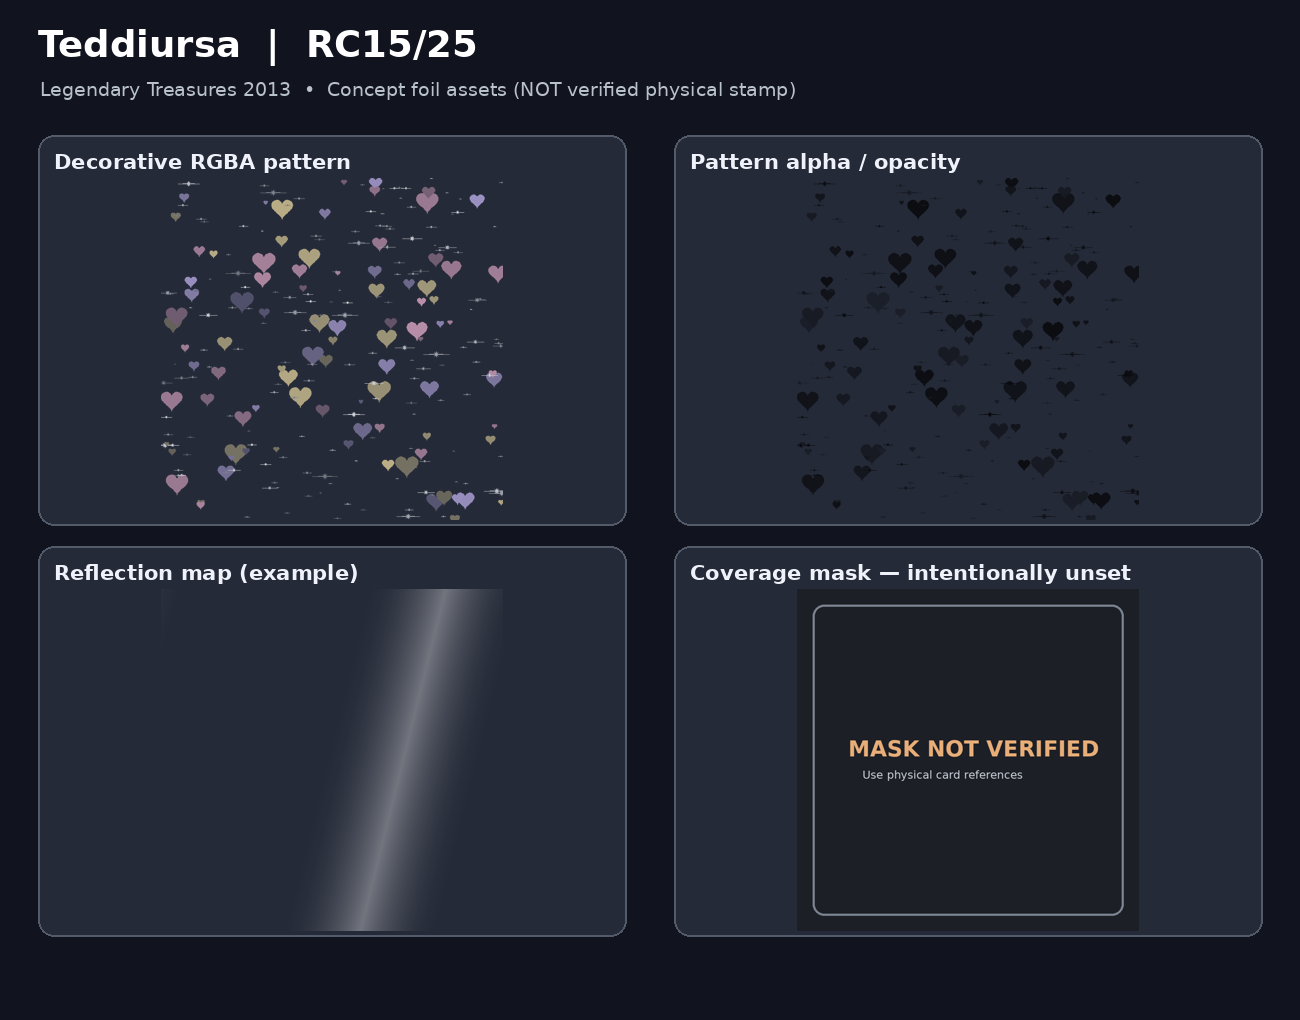 Teddiursa | RC15/25
Legendary Treasures 2013 • Concept foil assets (NOT verified physical stamp)
Decorative RGBA pattern
Pattern alpha / opacity
Reflection map (example)
Coverage mask — intentionally unset
MASK NOT VERIFIED
Use physical card references